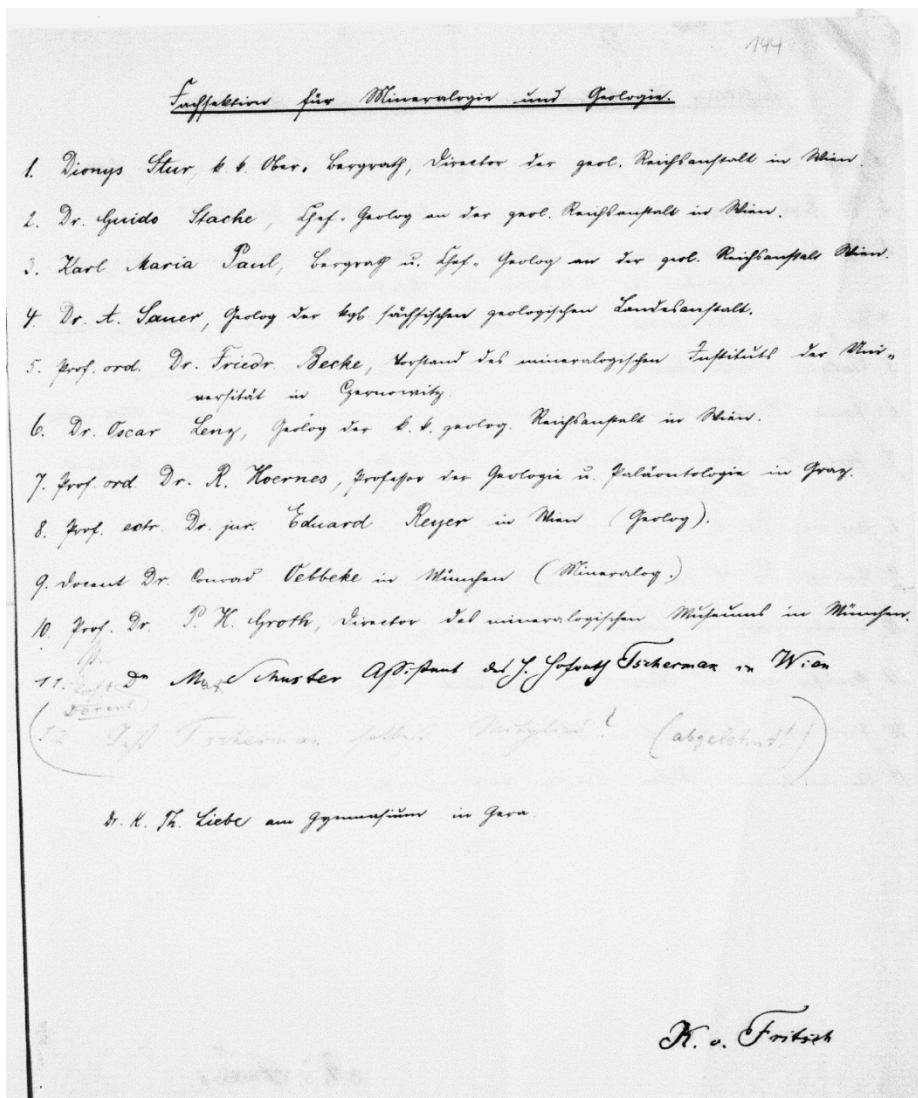 144
Fachsektion für Mineralogie und Geologie.
1. Dionys Stur, k. k. Ober-Bergrath, Director der geol. Reichsanstalt in Wien.
2. Dr. Guido Stache, Chef-Geolog an der geol. Reichsanstalt in Wien.
3. Karl Maria Paul, Bergrath u. Chef-Geolog an der geol. Reichsanstalt Wien.
4. Dr. A. Sauer, Geolog der kgl. sächsischen geologischen Landesanstalt.
5. Prof. ord. Dr. Friedr. Becke, Vorstand des mineralogischen Instituts der Uni-
versität in Czernowitz.
6. Dr. Oscar Lenz, Geolog der k. k. geolog. Reichsanstalt in Wien.
7. Prof. ord Dr. R. Hoernes, Professor der Geologie u. Paläontologie in Graz.
8. Prof. extr. Dr. jur. Eduard Reyer in Wien (Geolog).
9. Docent Dr. Conrad Oebbeke in München (Mineralog.)
10. Prof. Dr. P. H. Groth, Director des mineralogischen Museums in München.
11. Dr Max Schuster Assistent des H. Hofrath Tschermak in Wien
Docent
12 Ist Tschermak selbst Mitglied? (abgelehnt!)
Dr. K. Th. Liebe am Gymnasium in Gera.
K. v. Fritsch